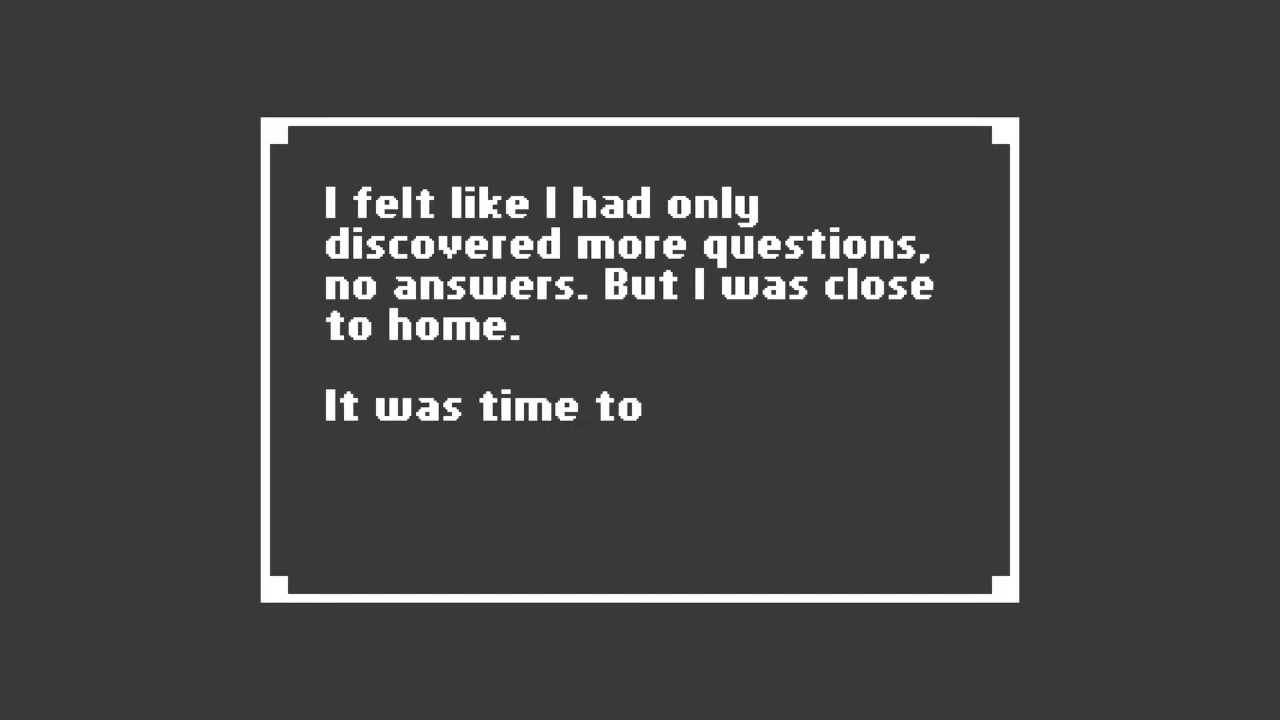 I felt like I had only
discovered more questions,
no answers. But I was close
to home.
It was time to